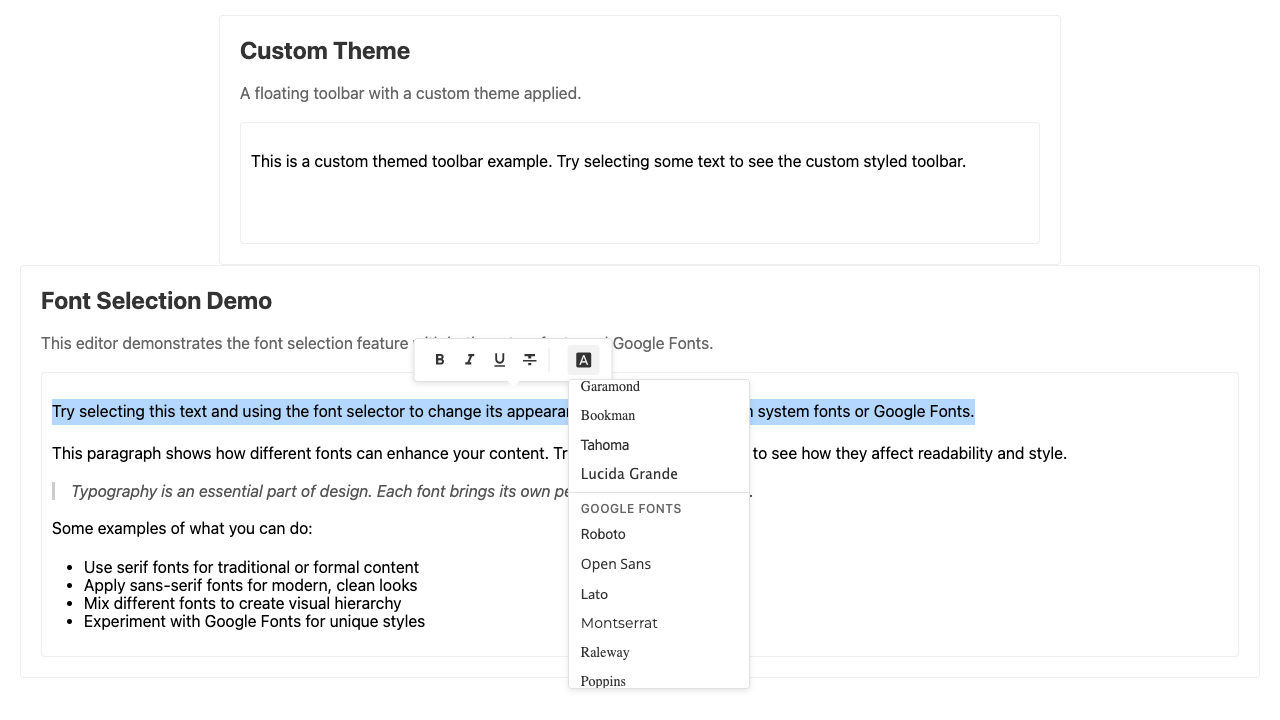 Custom Theme
A floating toolbar with a custom theme applied.
This is a custom themed toolbar example. Try selecting some text to see the custom styled toolbar.
Font Selection Demo
This editor demonstrates the font selection feature Google Fonts.
B I U S A
Try selecting this text and using the font selector to change its system fonts or Google Fonts.
This paragraph shows how different fonts can enhance your content. to see how they affect readability and style.
Typography is an essential part of design. Each font brings its own
Some examples of what you can do:
• Use serif fonts for traditional or formal content
• Apply sans-serif fonts for modern, clean looks
• Mix different fonts to create visual hierarchy
• Experiment with Google Fonts for unique styles
Garamond
Bookman
Tahoma
Lucida Grande
GOOGLE FONTS
Roboto
Open Sans
Lato
Montserrat
Raleway
Poppins